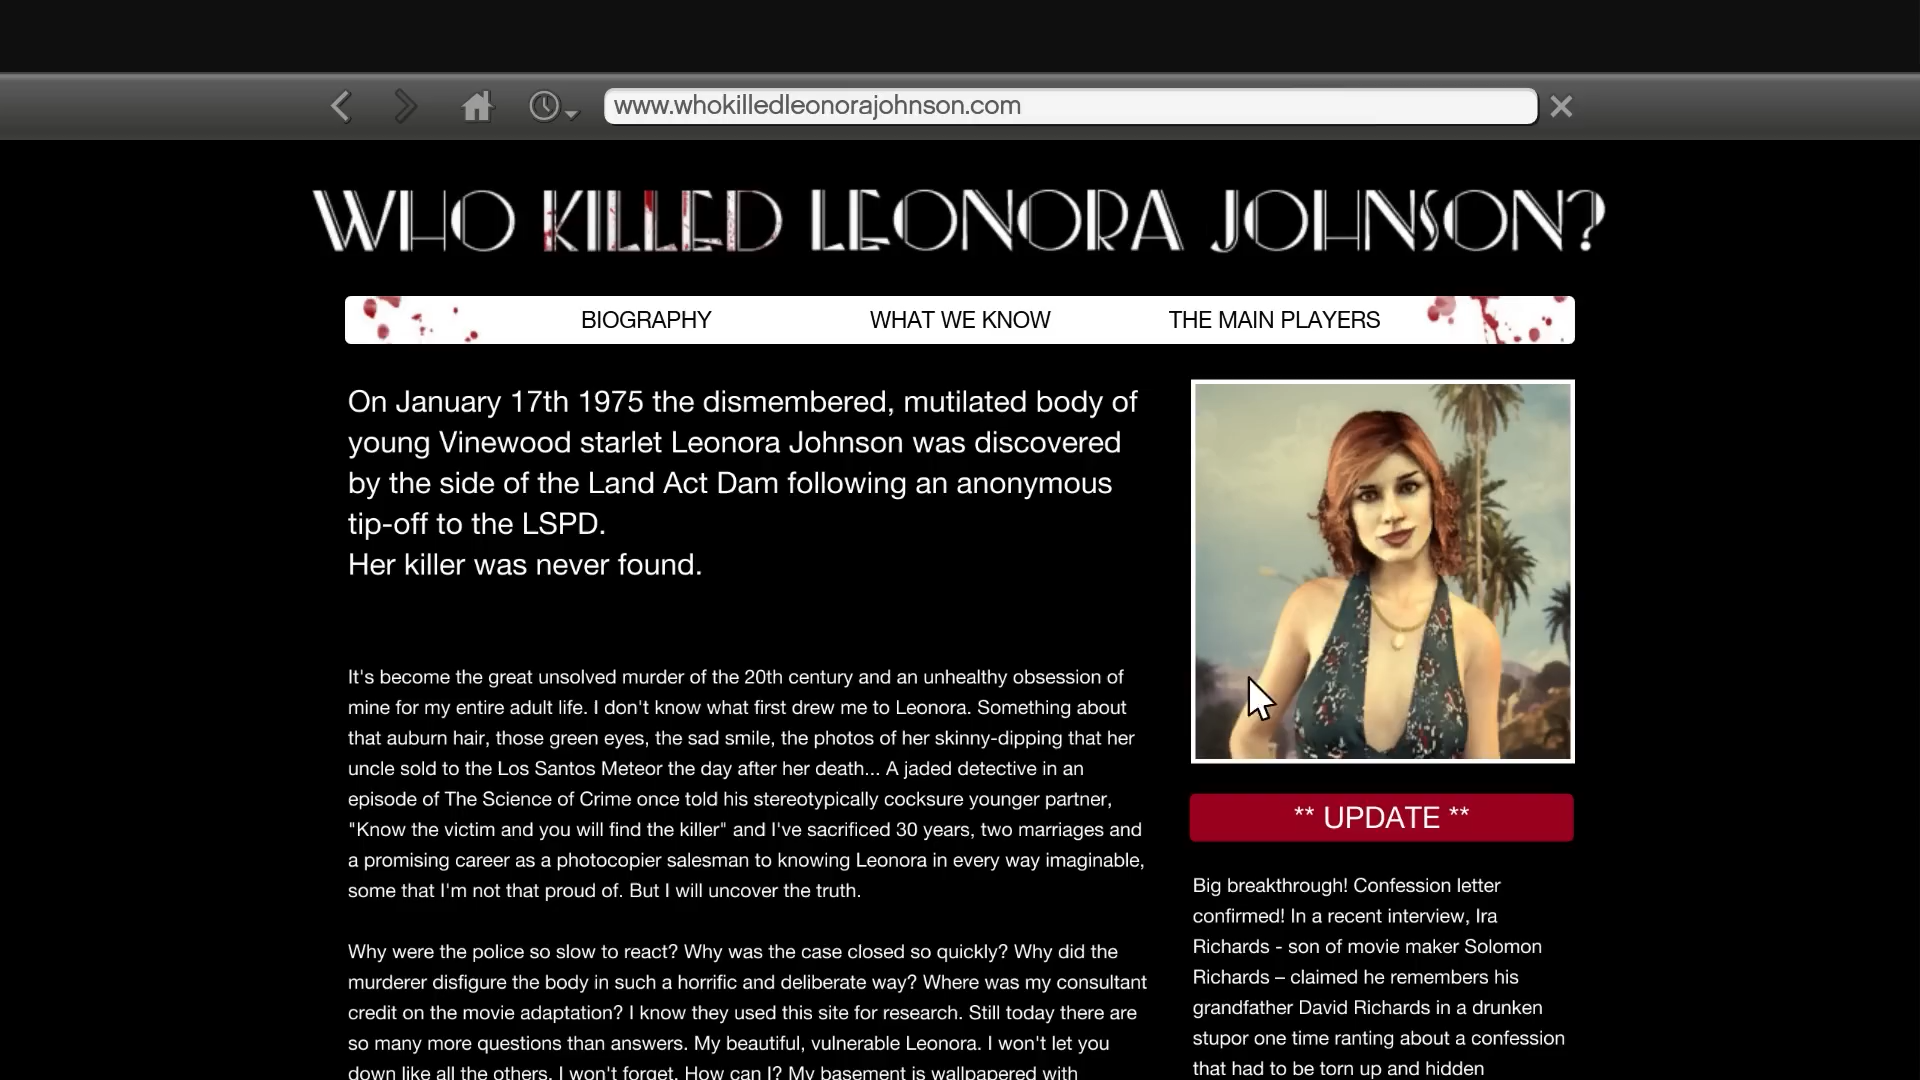 www.whokilledleonorajohnson.com
WHO KILLED LEONORA JOHNSON?
BIOGRAPHY
WHAT WE KNOW
THE MAIN PLAYERS
On January 17th 1975 the dismembered, mutilated body of
young Vinewood starlet Leonora Johnson was discovered
by the side of the Land Act Dam following an anonymous
tip-off to the LSPD.
Her killer was never found.
It's become the great unsolved murder of the 20th century and an unhealthy obsession of
mine for my entire adult life. I don't know what first drew me to Leonora. Something about
that auburn hair, those green eyes, the sad smile, the photos of her skinny-dipping that her
uncle sold to the Los Santos Meteor the day after her death... A jaded detective in an
episode of The Science of Crime once told his stereotypically cocksure younger partner,
"Know the victim and you will find the killer" and I've sacrificed 30 years, two marriages and
a promising career as a photocopier salesman to knowing Leonora in every way imaginable,
some that I'm not that proud of. But I will uncover the truth.
Why were the police so slow to react? Why was the case closed so quickly? Why did the
murderer disfigure the body in such a horrific and deliberate way? Where was my consultant
credit on the movie adaptation? I know they used this site for research. Still today there are
so many more questions than answers. My beautiful, vulnerable Leonora. I won't let you
down like all the others. I won't forget. How can I? My basement is wallpapered with
** UPDATE **
Big breakthrough! Confession letter
confirmed! In a recent interview, Ira
Richards - son of movie maker Solomon
Richards – claimed he remembers his
grandfather David Richards in a drunken
stupor one time ranting about a confession
that had to be torn up and hidden